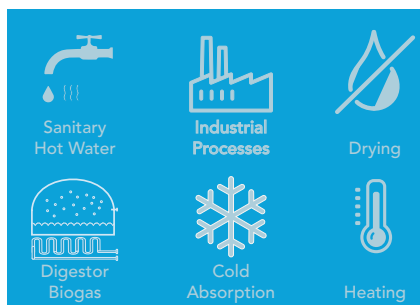 Sanitary
Hot Water
Industrial
Processes
Drying
Digestor
Biogas
Cold
Absorption
Heating